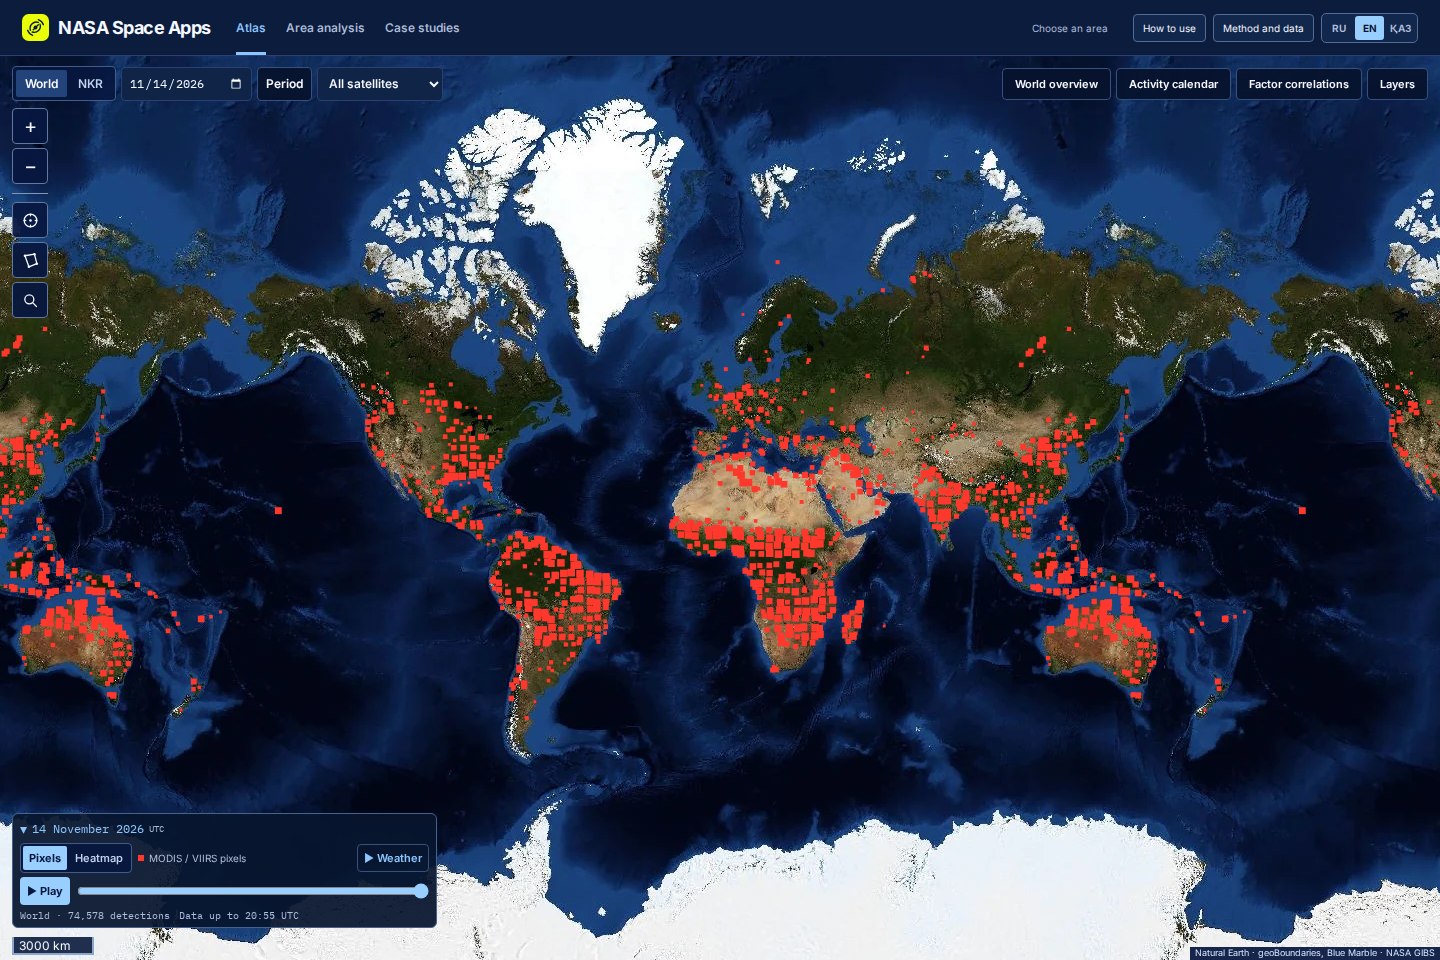 NASA Space Apps
Atlas
Area analysis
Case studies
Choose an area
How to use
Method and data
RU
EN
ҚАЗ
World
NKR
11/14/2026
Period
All satellites
World overview
Activity calendar
Factor correlations
Layers
+
−
▼ 14 November 2026 UTC
Pixels
Heatmap
MODIS / VIIRS pixels
▶ Weather
▶ Play
World · 74,578 detections Data up to 20:55 UTC
3000 km
Natural Earth · geoBoundaries, Blue Marble · NASA GIBS